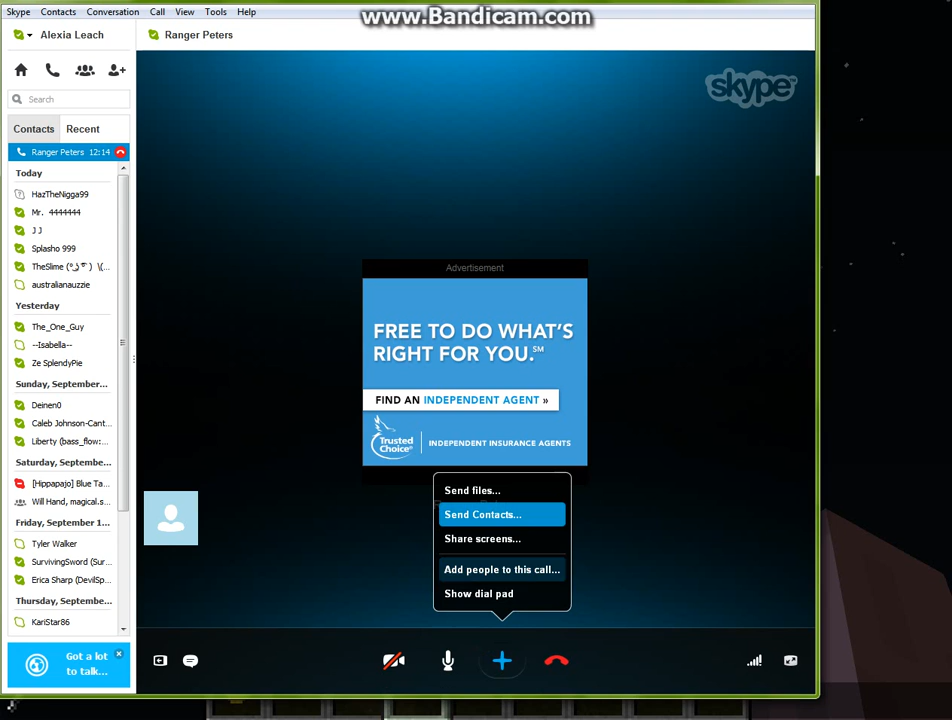 www.Bandicam.com
Skype Contacts Conversation Call View Tools Help
Alexia Leach
Ranger Peters
skype™
Search
Contacts Recent
Ranger Peters 12:14
Today
HazTheNigga99
Mr. 4444444
J J
Splasho 999
TheSlime
australianauzzie
Yesterday
The_One_Guy
--Isabella--
Ze SplendyPie
Sunday, September...
Deinen0
Caleb Johnson-Cant...
Liberty (bass_flow:...
Saturday, Septembe...
[Hippapajo] Blue Ta...
Will Hand, magical.s...
Friday, September 1...
Tyler Walker
SurvivingSword (Sur...
Erica Sharp (DevilSp...
Thursday, Septembe...
KariStar86
Got a lot
to talk...
Advertisement
FREE TO DO WHAT'S
RIGHT FOR YOU.℠
FIND AN INDEPENDENT AGENT »
Trusted
Choice®
INDEPENDENT INSURANCE AGENTS
Send files...
Send Contacts...
Share screens...
Add people to this call...
Show dial pad